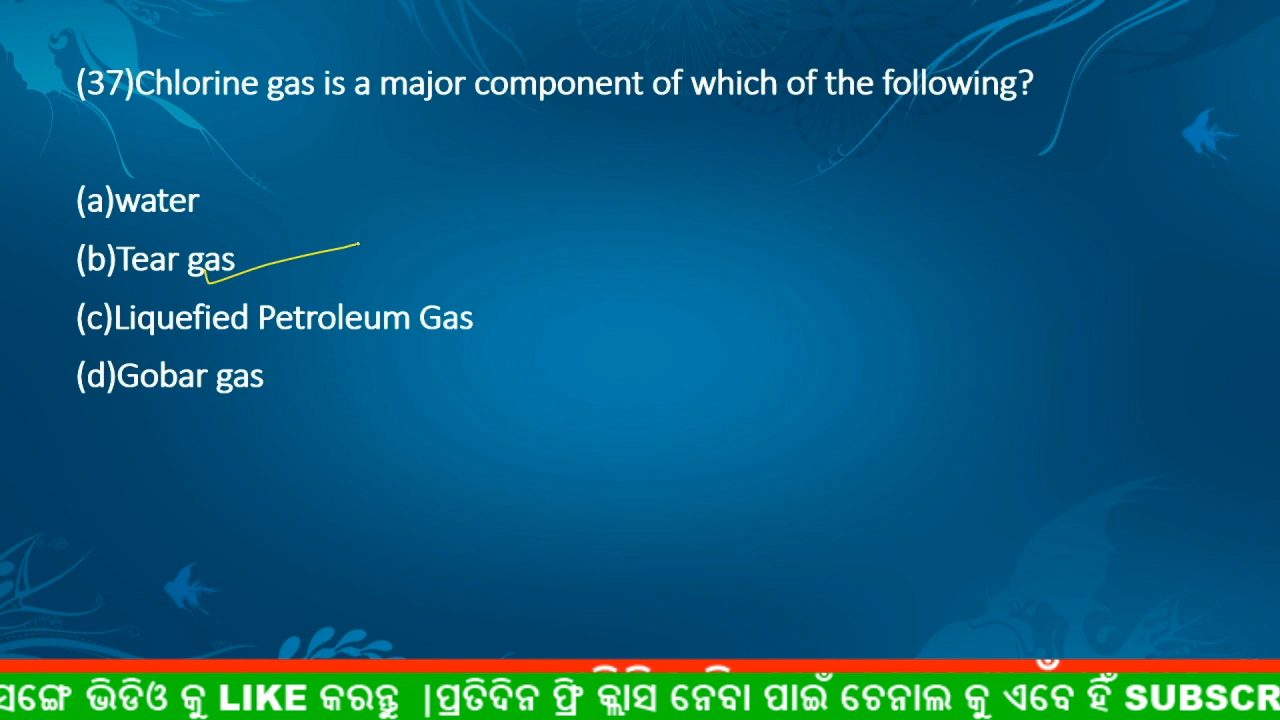 (37)Chlorine gas is a major component of which of the following?
(a)water
(b)Tear gas
(c)Liquefied Petroleum Gas
(d)Gobar gas
ସଙ୍ଗେ ଭିଡିଓ କୁ LIKE କରନ୍ତୁ |ପ୍ରତିଦିନ ଫ୍ରି କ୍ଲାସ ନେବା ପାଇଁ ଚେନାଲ କୁ ଏବେ ହିଁ SUBSCR